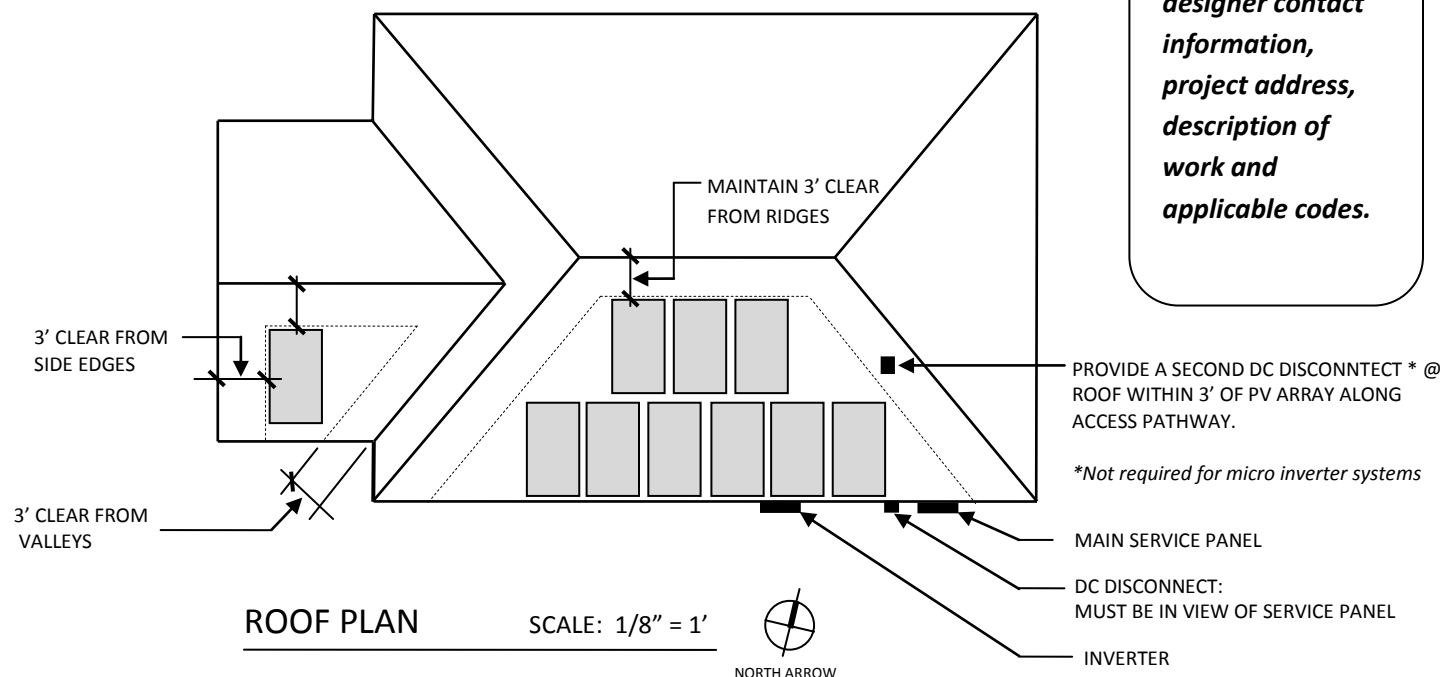 designer contact
information,
project address,
description of
work and
applicable codes.
MAINTAIN 3’ CLEAR
FROM RIDGES
3’ CLEAR FROM
SIDE EDGES
PROVIDE A SECOND DC DISCONNTECT * @
ROOF WITHIN 3’ OF PV ARRAY ALONG
ACCESS PATHWAY.
*Not required for micro inverter systems
3’ CLEAR FROM
VALLEYS
MAIN SERVICE PANEL
DC DISCONNECT:
MUST BE IN VIEW OF SERVICE PANEL
INVERTER
ROOF PLAN SCALE: 1/8” = 1’
NORTH ARROW